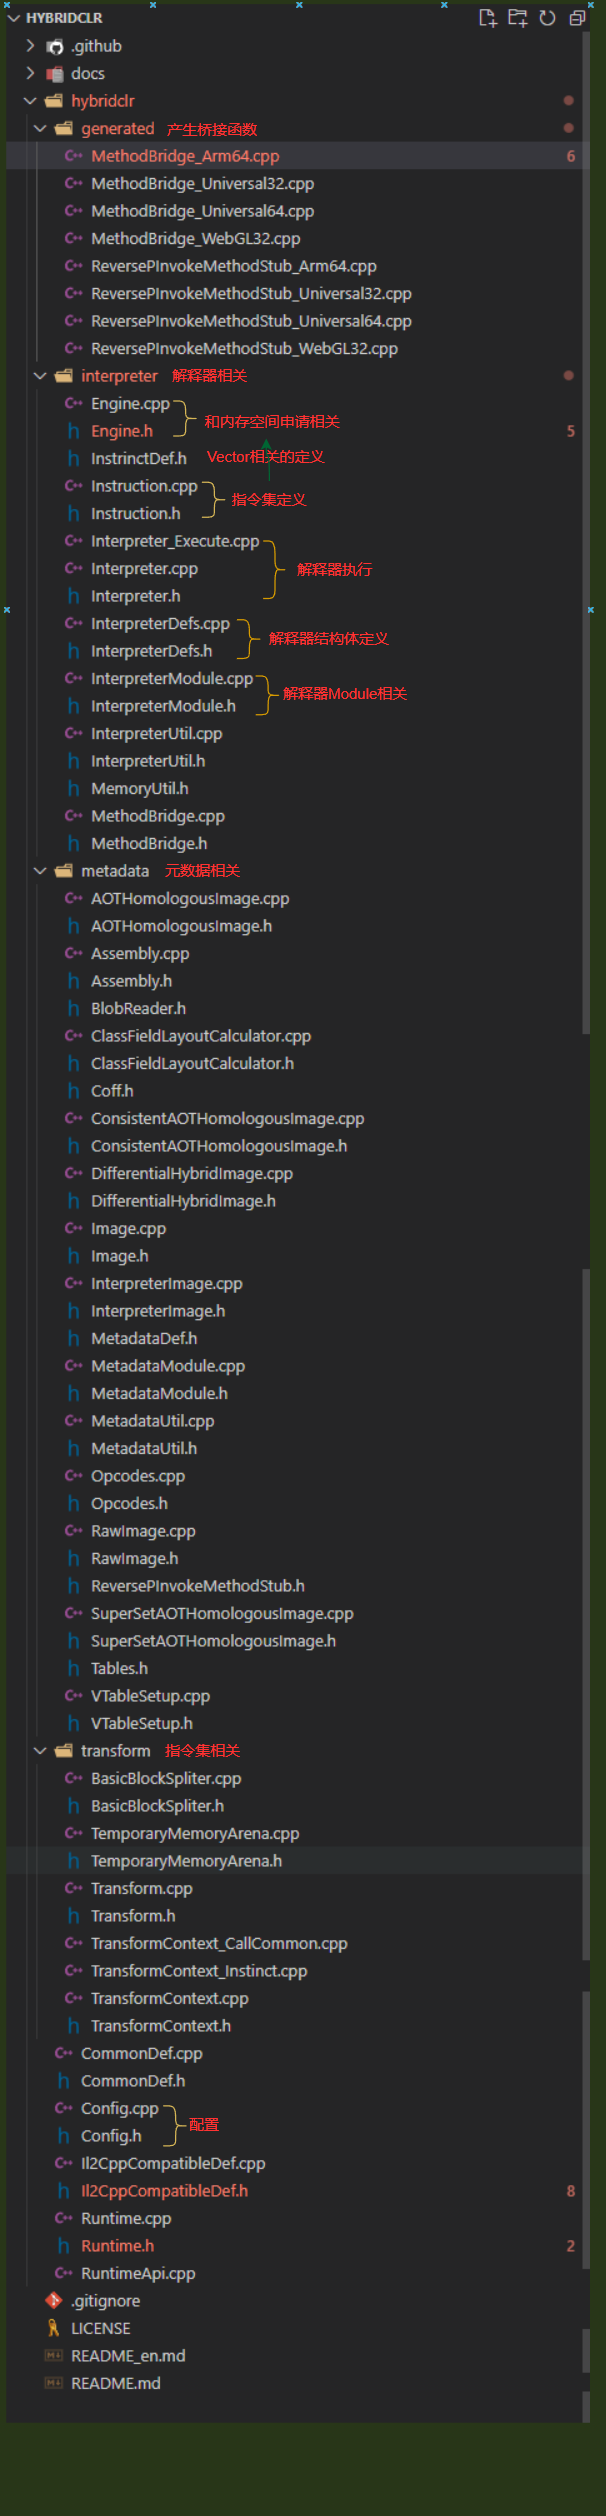 HYBRIDCLR
.github
docs
hybridclr
generated 产生桥接函数
MethodBridge_Arm64.cpp 6
MethodBridge_Universal32.cpp
MethodBridge_Universal64.cpp
MethodBridge_WebGL32.cpp
ReversePInvokeMethodStub_Arm64.cpp
ReversePInvokeMethodStub_Universal32.cpp
ReversePInvokeMethodStub_Universal64.cpp
ReversePInvokeMethodStub_WebGL32.cpp
interpreter 解释器相关
Engine.cpp
和内存空间申请相关
Engine.h 5
InstrinctDef.h Vector相关的定义
Instruction.cpp
指令集定义
Instruction.h
Interpreter_Execute.cpp
Interpreter.cpp 解释器执行
Interpreter.h
InterpreterDefs.cpp
解释器结构体定义
InterpreterDefs.h
InterpreterModule.cpp
解释器Module相关
InterpreterModule.h
InterpreterUtil.cpp
InterpreterUtil.h
MemoryUtil.h
MethodBridge.cpp
MethodBridge.h
metadata 元数据相关
AOTHomologousImage.cpp
AOTHomologousImage.h
Assembly.cpp
Assembly.h
BlobReader.h
ClassFieldLayoutCalculator.cpp
ClassFieldLayoutCalculator.h
Coff.h
ConsistentAOTHomologousImage.cpp
ConsistentAOTHomologousImage.h
DifferentialHybridImage.cpp
DifferentialHybridImage.h
Image.cpp
Image.h
InterpreterImage.cpp
InterpreterImage.h
MetadataDef.h
MetadataModule.cpp
MetadataModule.h
MetadataUtil.cpp
MetadataUtil.h
Opcodes.cpp
Opcodes.h
RawImage.cpp
RawImage.h
ReversePInvokeMethodStub.h
SuperSetAOTHomologousImage.cpp
SuperSetAOTHomologousImage.h
Tables.h
VTableSetup.cpp
VTableSetup.h
transform 指令集相关
BasicBlockSpliter.cpp
BasicBlockSpliter.h
TemporaryMemoryArena.cpp
TemporaryMemoryArena.h
Transform.cpp
Transform.h
TransformContext_CallCommon.cpp
TransformContext_Instinct.cpp
TransformContext.cpp
TransformContext.h
CommonDef.cpp
CommonDef.h
Config.cpp
配置
Config.h
Il2CppCompatibleDef.cpp
Il2CppCompatibleDef.h 8
Runtime.cpp
Runtime.h 2
RuntimeApi.cpp
.gitignore
LICENSE
README_en.md
README.md